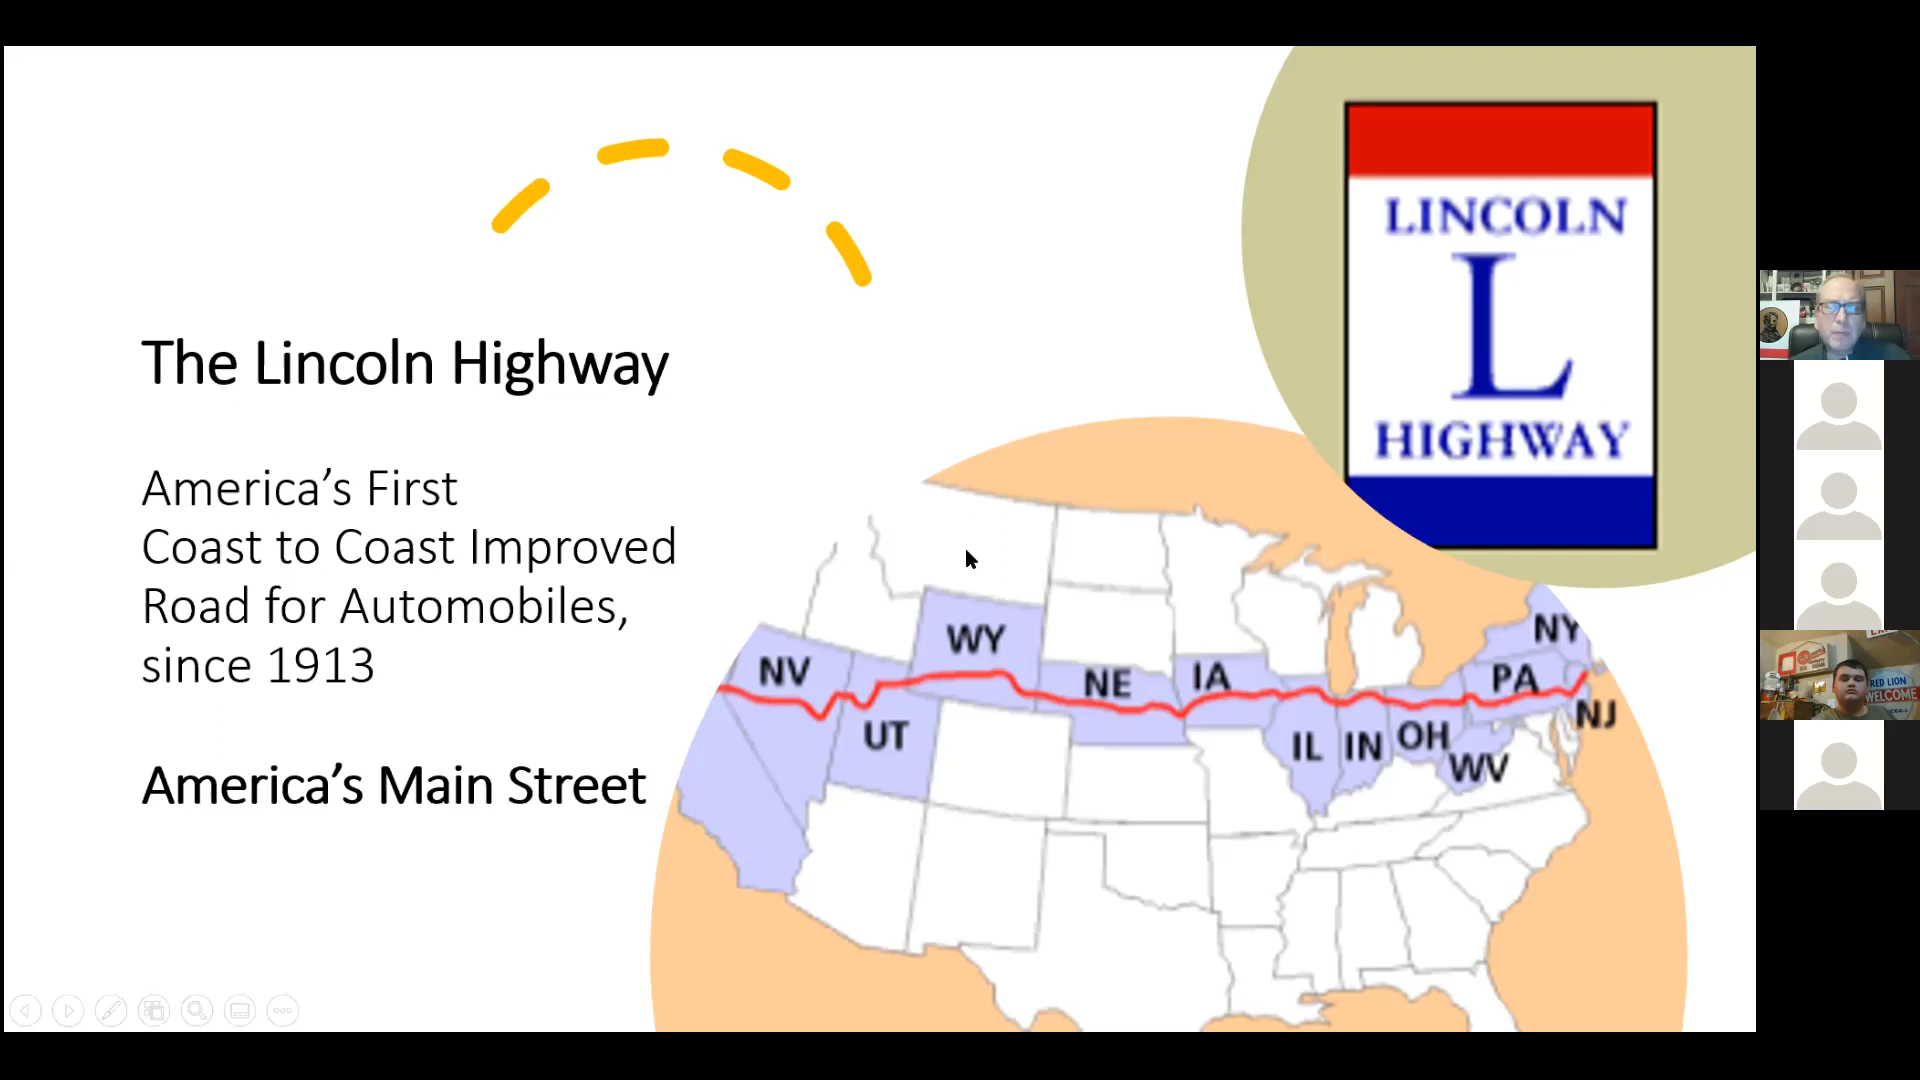 The Lincoln Highway
America’s First
Coast to Coast Improved
Road for Automobiles,
since 1913
America’s Main Street
LINCOLN
L
HIGHWAY
WY
NV
UT
NE
IA
IL
IN
OH
WV
PA
NY
NJ
RED LION
WELCOME